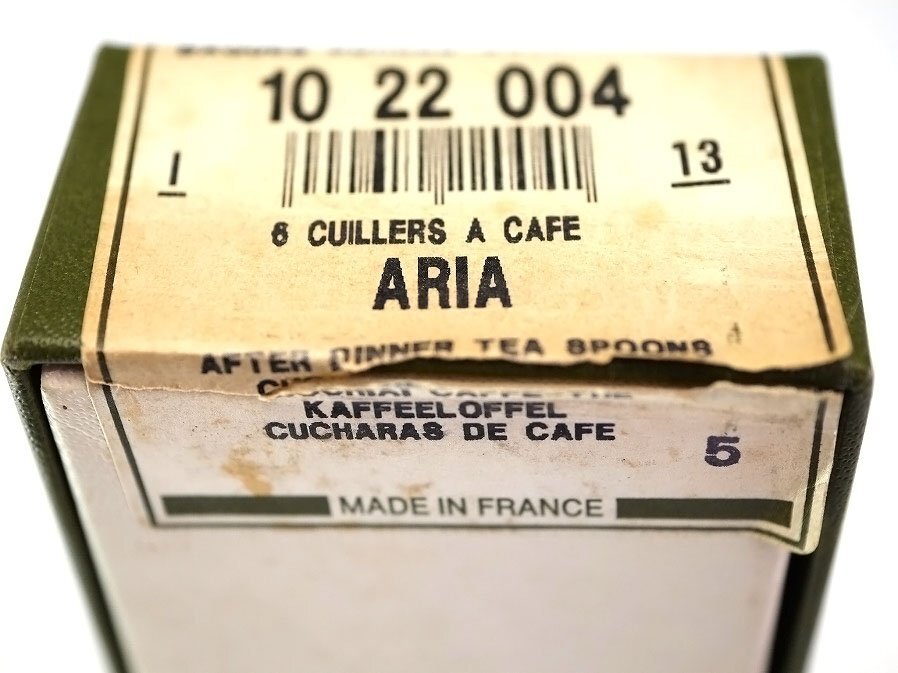 10 22 004
I 13
6 CUILLERS A CAFE
ARIA
AFTER DINNER TEA SPOONS
KAFFEELOFFEL
CUCHARAS DE CAFE
5
MADE IN FRANCE